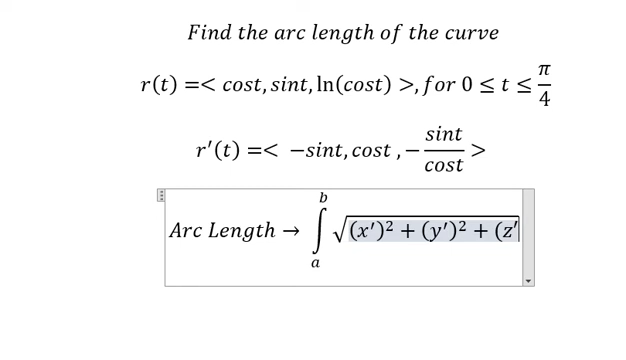 Find the arc length of the curve
r(t) =< cost, sint, ln(cost) >, for 0 ≤ t ≤ π/4
r′(t) =< −sint, cost , − sint/cost >
Arc Length → ∫ₐᵇ √(x′)² + (y′)² + (z′